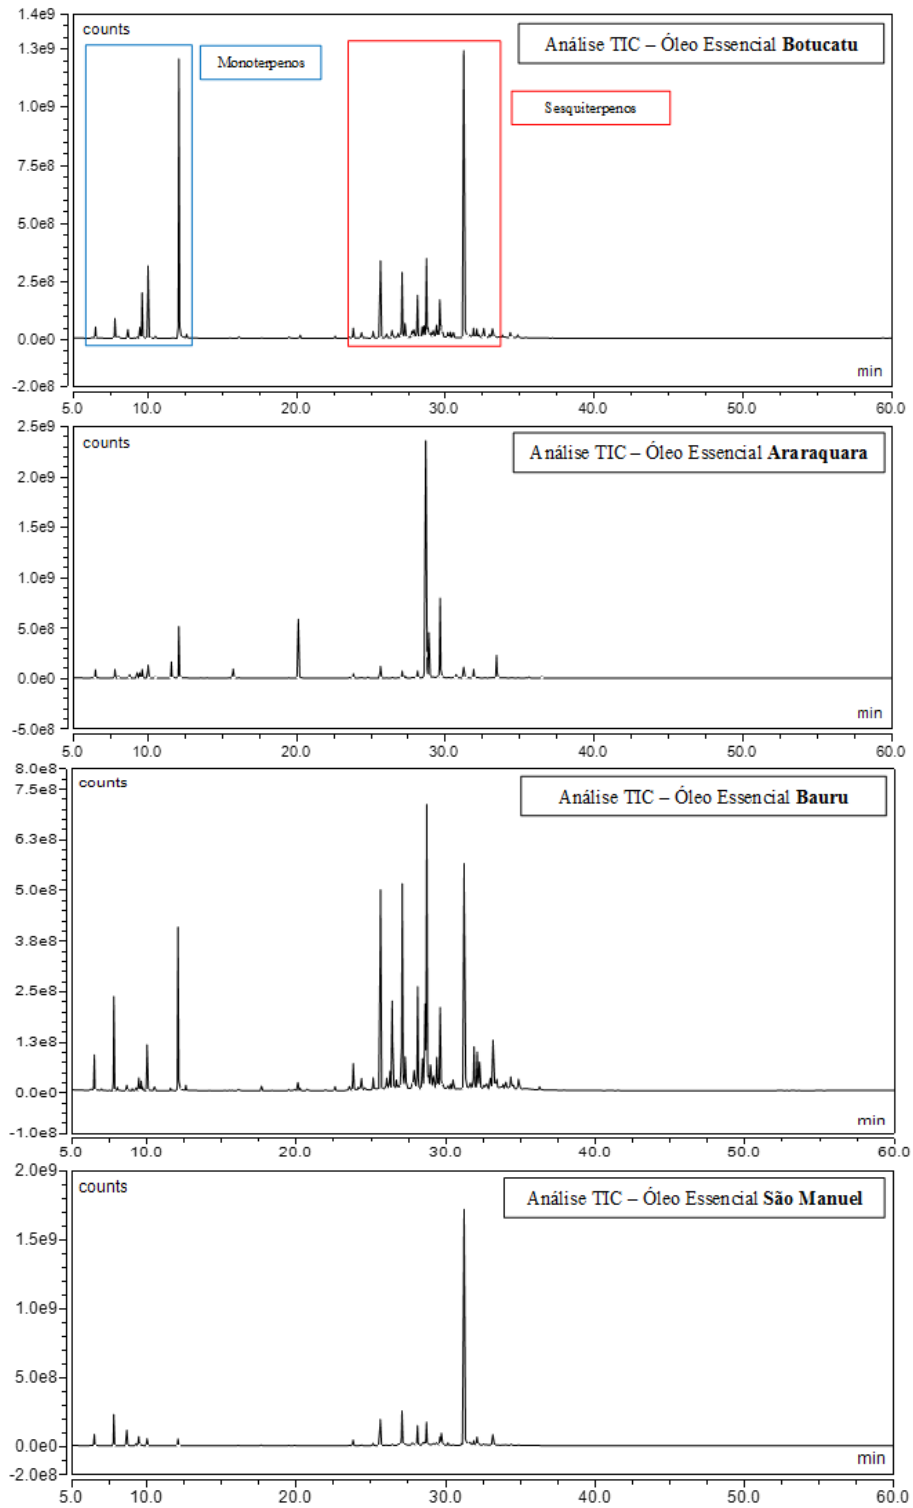 1.4e9
counts
Análise TIC – Óleo Essencial Botucatu
1.3e9
Monoterpenos
Sesquiterpenos
1.0e9
7.5e8
5.0e8
2.5e8
0.0e0
min
-2.0e8
5.0 10.0 20.0 30.0 40.0 50.0 60.0
2.5e9
counts
Análise TIC – Óleo Essencial Araraquara
2.0e9
1.5e9
1.0e9
5.0e8
0.0e0
min
-5.0e8
5.0 10.0 20.0 30.0 40.0 50.0 60.0
8.0e8
counts
7.5e8
Análise TIC – Óleo Essencial Bauru
6.3e8
5.0e8
3.8e8
2.5e8
1.3e8
0.0e0
min
-1.0e8
5.0 10.0 20.0 30.0 40.0 50.0 60.0
2.0e9
counts
Análise TIC – Óleo Essencial São Manuel
1.5e9
1.0e9
5.0e8
0.0e0
min
-2.0e8
5.0 10.0 20.0 30.0 40.0 50.0 60.0